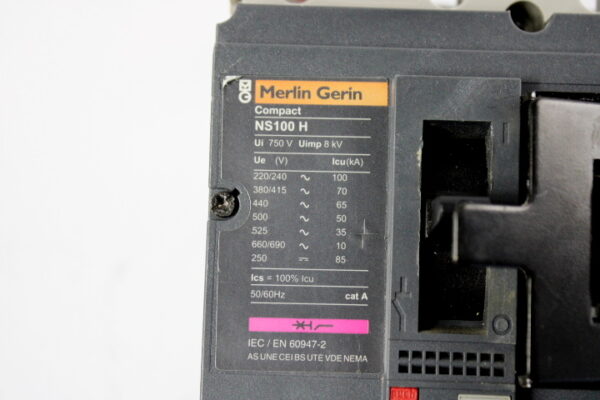 Merlin Gerin
Compact
NS100 H
Ui 750 V Uimp 8 kV
Ue (V) Icu(kA)
220/240 ~ 100
380/415 ~ 70
440 ~ 65
500 ~ 50
525 ~ 35
660/690 ~ 10
250 ⎓ 85
Ics = 100% Icu
50/60Hz cat A
IEC / EN 60947-2
AS UNE CEI BS UTE VDE NEMA
I
O